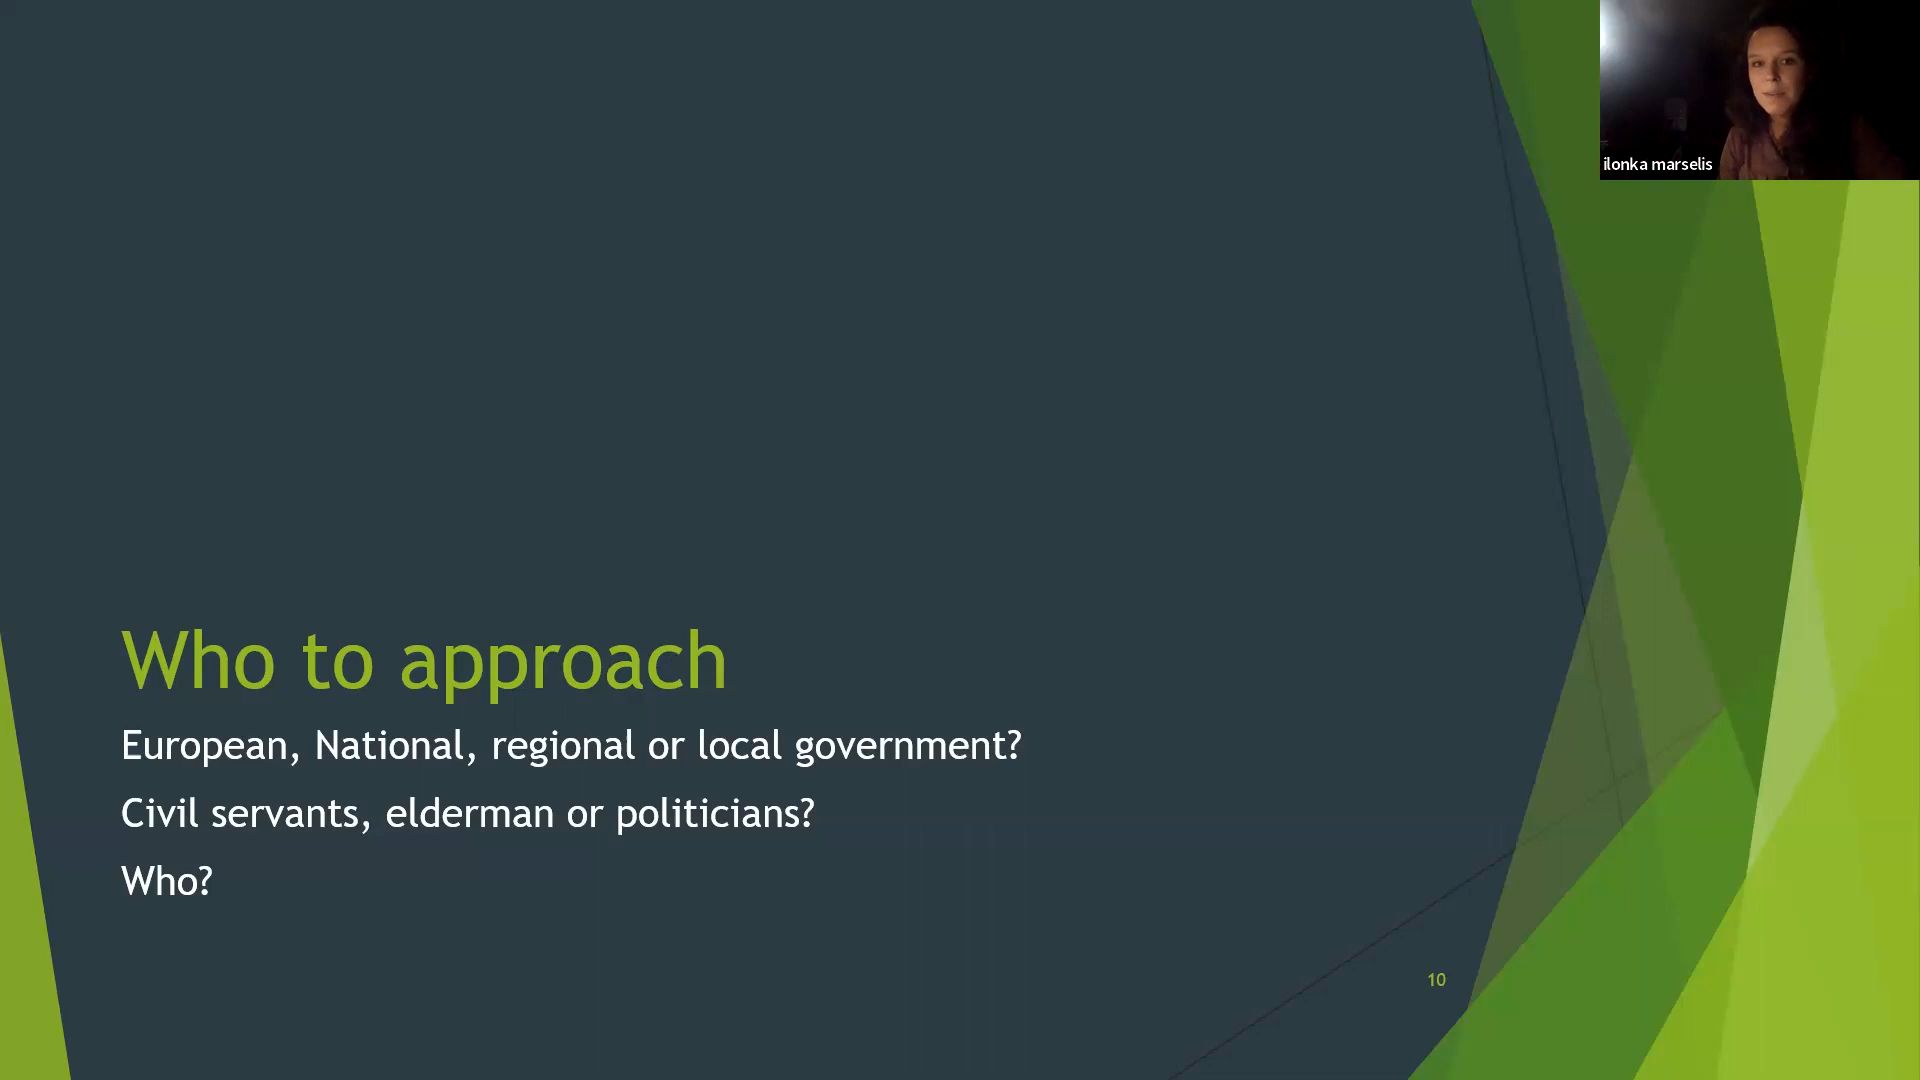 ilonka marselis
Who to approach
European, National, regional or local government?
Civil servants, elderman or politicians?
Who?
10